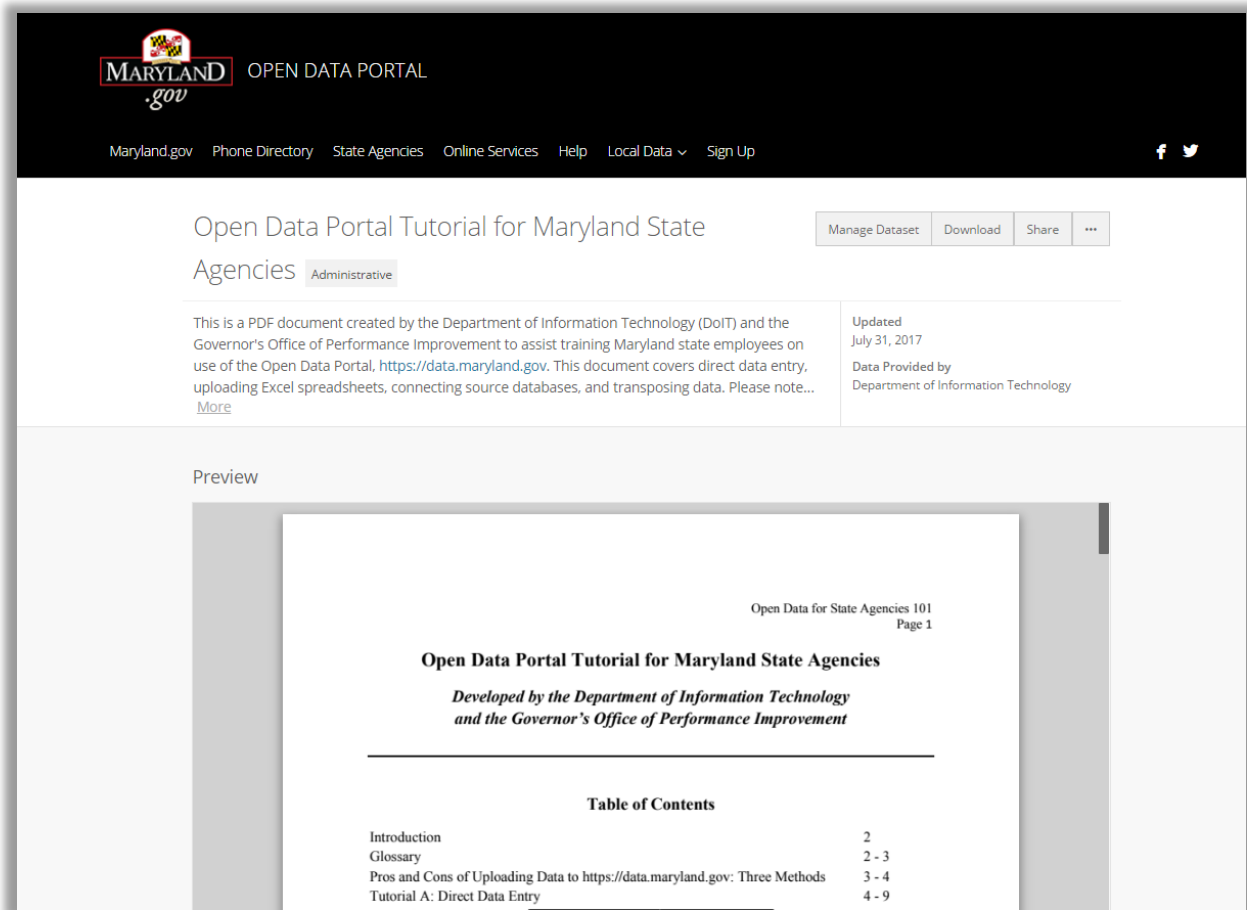 MARYLAND
.gov
OPEN DATA PORTAL
Maryland.gov Phone Directory State Agencies Online Services Help Local Data Sign Up
Open Data Portal Tutorial for Maryland State
Agencies Administrative
Manage Dataset Download Share ...
This is a PDF document created by the Department of Information Technology (DoIT) and the
Governor's Office of Performance Improvement to assist training Maryland state employees on
use of the Open Data Portal, https://data.maryland.gov. This document covers direct data entry,
uploading Excel spreadsheets, connecting source databases, and transposing data. Please note...
More
Updated
July 31, 2017
Data Provided by
Department of Information Technology
Preview
Open Data for State Agencies 101
Page 1
Open Data Portal Tutorial for Maryland State Agencies
Developed by the Department of Information Technology
and the Governor's Office of Performance Improvement
Table of Contents
Introduction 2
Glossary 2 - 3
Pros and Cons of Uploading Data to https://data.maryland.gov: Three Methods 3 - 4
Tutorial A: Direct Data Entry 4 - 9